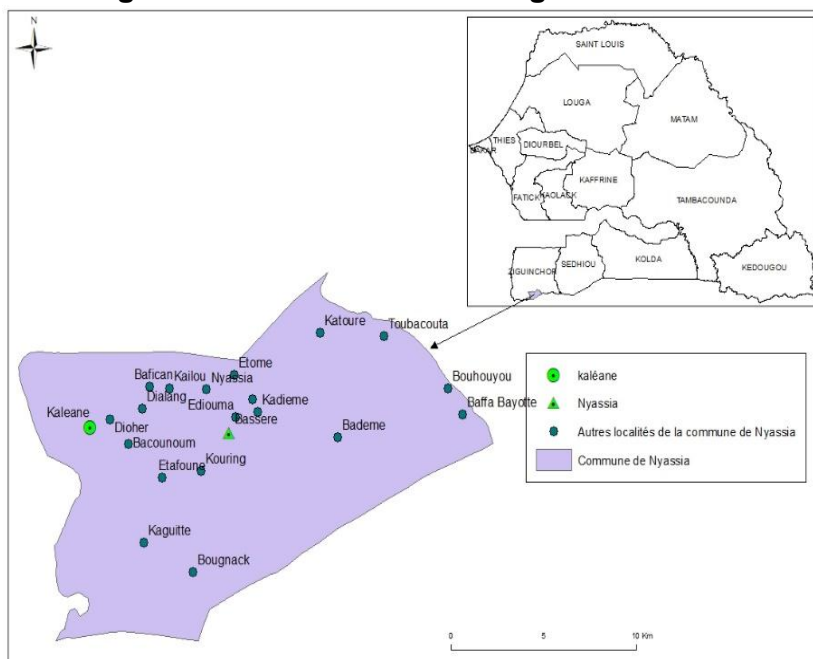 N
SAINT LOUIS
LOUGA
MATAM
THIES
DAKAR
DIOURBEL
KAFFRINE
FATICK
KAOLACK
TAMBACOUNDA
ZIGUINCHOR
SEDHIOU
KOLDA
KEDOUGOU
Katoure
Toubacouta
Etome
Bafican
Kailou
Nyassia
Bouhouyou
Dialang
Ediouma
Kadieme
Baffa Bayotte
Kaleane
Dioher
Bassere
Bademe
Bacounoum
Etafoune
Kouring
Kaguitte
Bougnack
kaléane
Nyassia
Autres localités de la commune de Nyassia
Commune de Nyassia
0 5 10 Km